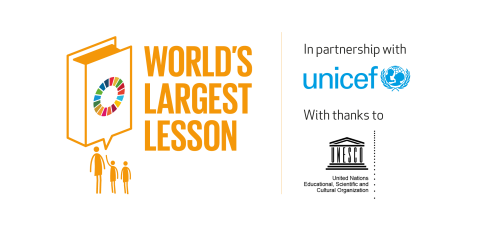 WORLD'S
LARGEST
LESSON
In partnership with
unicef
With thanks to
UNESCO
United Nations
Educational, Scientific and
Cultural Organization